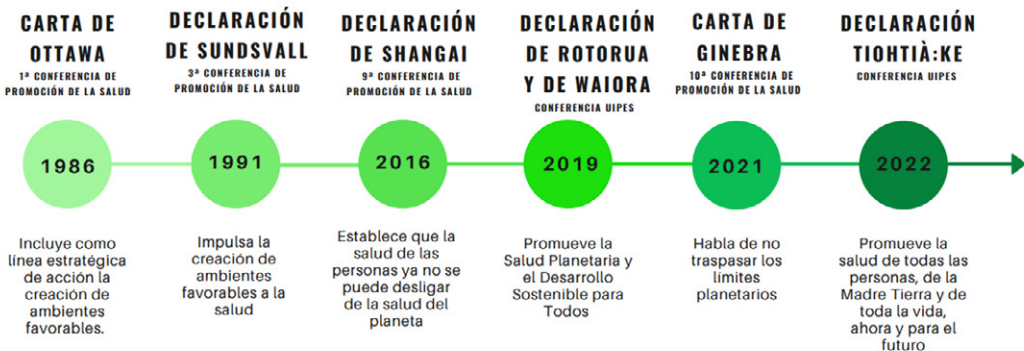 CARTA DE
OTTAWA
1ª CONFERENCIA DE
PROMOCIÓN DE LA SALUD
1986
Incluye como
línea estratégica
de acción la
creación de
ambientes
favorables.
DECLARACIÓN
DE SUNDSVALL
3ª CONFERENCIA DE
PROMOCIÓN DE LA SALUD
1991
Impulsa la
creación de
ambientes
favorables a la
salud
DECLARACIÓN
DE SHANGAI
9ª CONFERENCIA DE
PROMOCIÓN DE LA SALUD
2016
Establece que la
salud de las
personas ya no se
puede desligar
de la salud del
planeta
DECLARACIÓN
DE ROTORUA
Y DE WAIORA
CONFERENCIA UIPES
2019
Promueve la
Salud Planetaria y
el Desarrollo
Sostenible para
Todos
CARTA DE
GINEBRA
10ª CONFERENCIA DE
PROMOCIÓN DE LA SALUD
2021
Habla de no
traspasar los
límites
planetarios
DECLARACIÓN
TIOHTIÀ:KE
CONFERENCIA UIPES
2022
Promueve la
salud de todas las
personas, de la
Madre Tierra y de
toda la vida,
ahora y para el
futuro